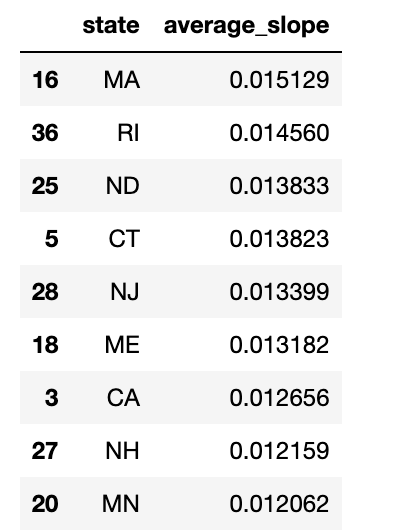 state average_slope
16 MA 0.015129
36 RI 0.014560
25 ND 0.013833
5 CT 0.013823
28 NJ 0.013399
18 ME 0.013182
3 CA 0.012656
27 NH 0.012159
20 MN 0.012062